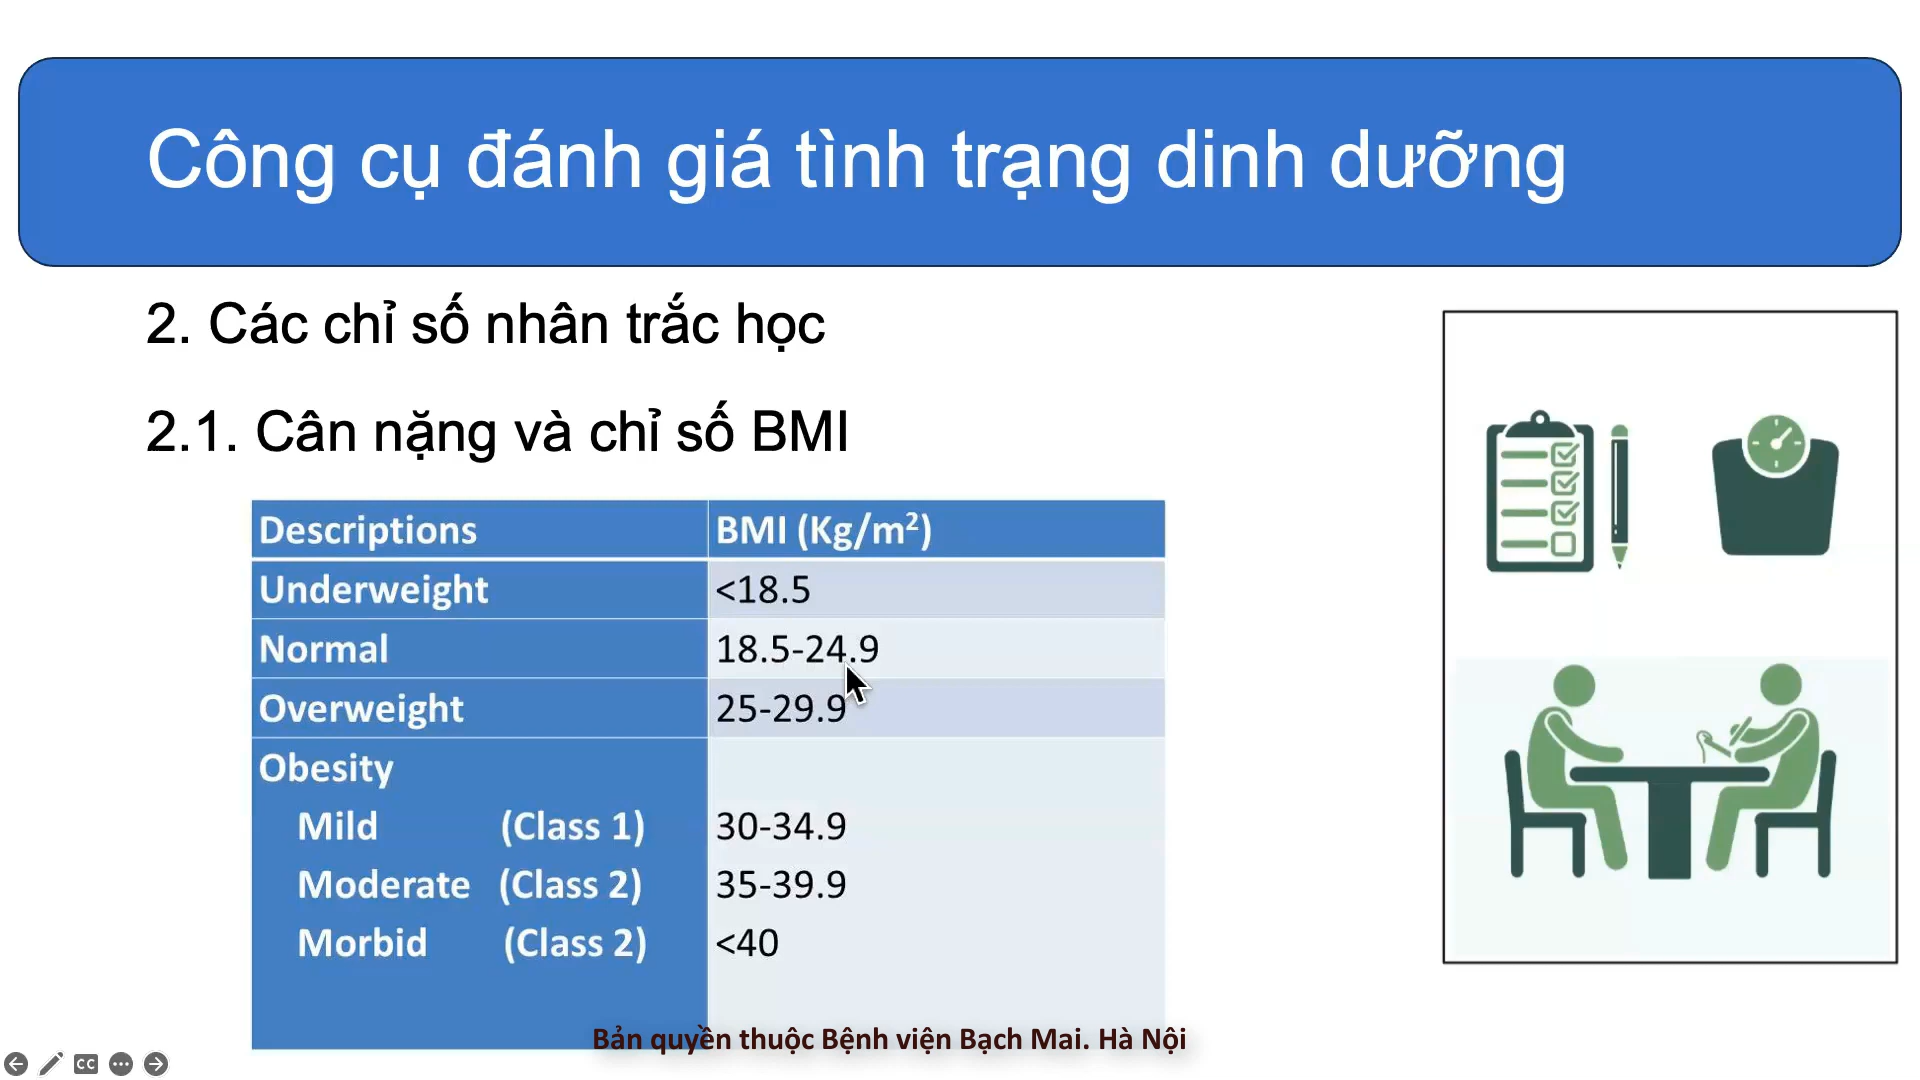 Công cụ đánh giá tình trạng dinh dưỡng
2. Các chỉ số nhân trắc học
2.1. Cân nặng và chỉ số BMI
Descriptions BMI (Kg/m²)
Underweight <18.5
Normal 18.5-24.9
Overweight 25-29.9
Obesity
Mild (Class 1) 30-34.9
Moderate (Class 2) 35-39.9
Morbid (Class 2) <40
Bản quyền thuộc Bệnh viện Bạch Mai. Hà Nội
CC